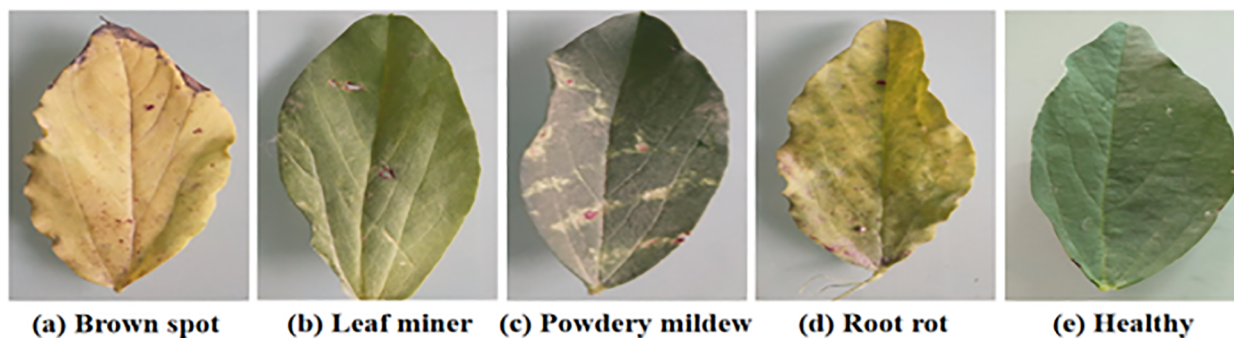 (a) Brown spot
(b) Leaf miner
(c) Powdery mildew
(d) Root rot
(e) Healthy